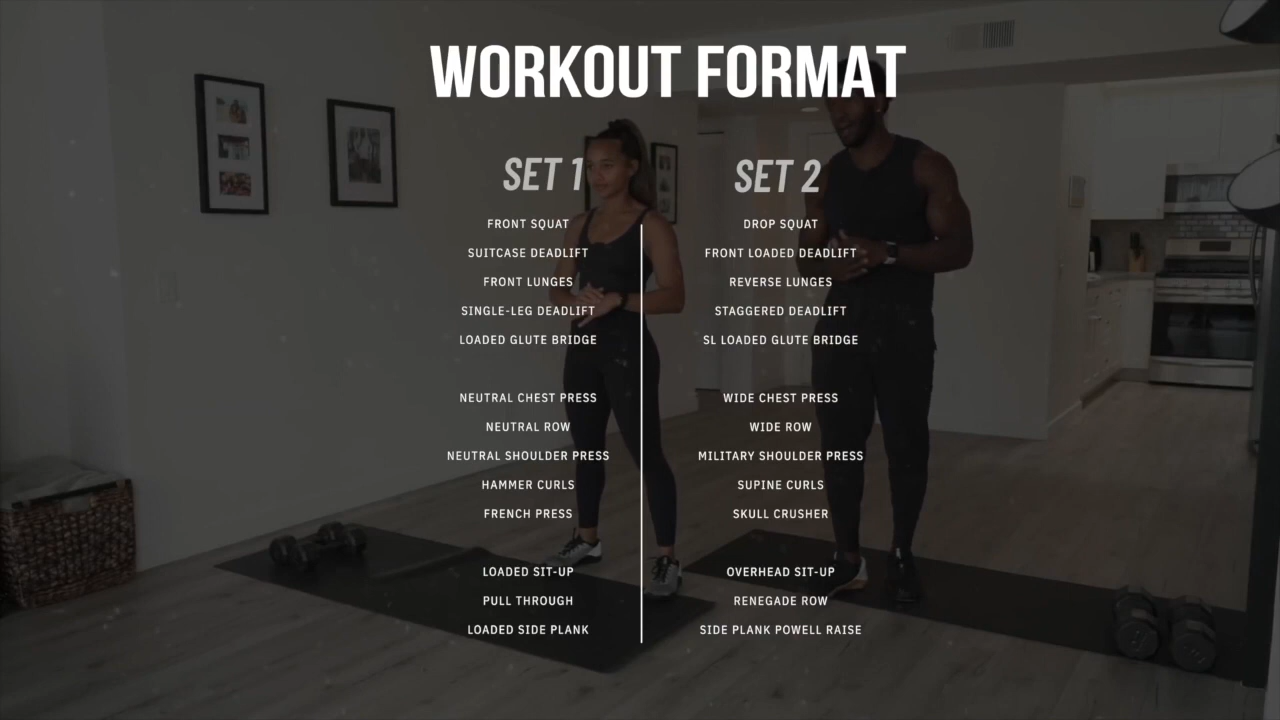 WORKOUT FORMAT
SET 1
FRONT SQUAT
SUITCASE DEADLIFT
FRONT LUNGES
SINGLE-LEG DEADLIFT
LOADED GLUTE BRIDGE
NEUTRAL CHEST PRESS
NEUTRAL ROW
NEUTRAL SHOULDER PRESS
HAMMER CURLS
FRENCH PRESS
LOADED SIT-UP
PULL THROUGH
LOADED SIDE PLANK
SET 2
DROP SQUAT
FRONT LOADED DEADLIFT
REVERSE LUNGES
STAGGERED DEADLIFT
SL LOADED GLUTE BRIDGE
WIDE CHEST PRESS
WIDE ROW
MILITARY SHOULDER PRESS
SUPINE CURLS
SKULL CRUSHER
OVERHEAD SIT-UP
RENEGADE ROW
SIDE PLANK POWELL RAISE